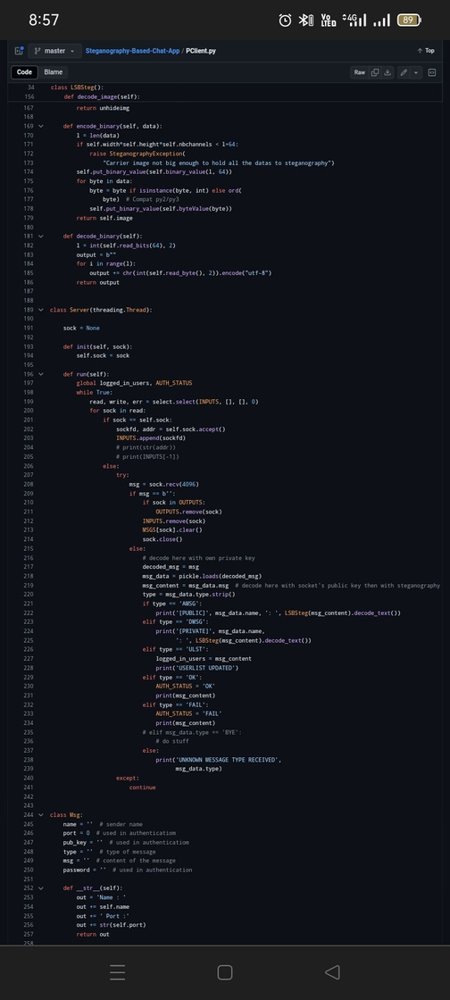 8:57
Vo LTE 4G 89
master Steganography-Based-Chat-App / PClient.py Top
Code Blame Raw
34 class LSBSteg():
156 def decode_image(self):
167 return unhideimg
168
169 def encode_binary(self, data):
170 l = len(data)
171 if self.width*self.height*self.nbchannels < l+64:
172 raise SteganographyException(
173 "Carrier image not big enough to hold all the datas to steganography")
174 self.put_binary_value(self.binary_value(l, 64))
175 for byte in data:
176 byte = byte if isinstance(byte, int) else ord(
177 byte) # Compat py2/py3
178 self.put_binary_value(self.byteValue(byte))
179 return self.image
180
181 def decode_binary(self):
182 l = int(self.read_bits(64), 2)
183 output = b""
184 for i in range(l):
185 output += chr(int(self.read_byte(), 2)).encode("utf-8")
186 return output
187
188
189 class Server(threading.Thread):
190
191 sock = None
192
193 def init(self, sock):
194 self.sock = sock
195
196 def run(self):
197 global logged_in_users, AUTH_STATUS
198 while True:
199 read, write, err = select.select(INPUTS, [], [], 0)
200 for sock in read:
201 if sock == self.sock:
202 sockfd, addr = self.sock.accept()
203 INPUTS.append(sockfd)
204 # print(str(addr))
205 # print(INPUTS[-1])
206 else:
207 try:
208 msg = sock.recv(4096)
209 if msg == b'':
210 if sock in OUTPUTS:
211 OUTPUTS.remove(sock)
212 INPUTS.remove(sock)
213 MSGS[sock].clear()
214 sock.close()
215 else:
216 # decode here with own private key
217 decoded_msg = msg
218 msg_data = pickle.loads(decoded_msg)
219 msg_content = msg_data.msg # decode here with socket's public key then with steganography
220 type = msg_data.type.strip()
221 if type == 'AMSG':
222 print('[PUBLIC]', msg_data.name, ': ', LSBSteg(msg_content).decode_text())
223 elif type == 'DMSG':
224 print('[PRIVATE]', msg_data.name,
225 ': ', LSBSteg(msg_content).decode_text())
226 elif type == 'ULST':
227 logged_in_users = msg_content
228 print('USERLIST UPDATED')
229 elif type == 'OK':
230 AUTH_STATUS = 'OK'
231 print(msg_content)
232 elif type == 'FAIL':
233 AUTH_STATUS = 'FAIL'
234 print(msg_content)
235 # elif msg_data.type == 'BYE':
236 # do stuff
237 else:
238 print('UNKNOWN MESSAGE TYPE RECEIVED',
239 msg_data.type)
240 except:
241 continue
242
243
244 class Msg:
245 name = '' # sender name
246 port = 0 # used in authenticatiom
247 pub_key = '' # used in authenticatiom
248 type = '' # type of message
249 msg = '' # content of the message
250 password = '' # used in authentication
251
252 def __str__(self):
253 out = 'Name : '
254 out += self.name
255 out += ' Port :'
256 out += str(self.port)
257 return out
258